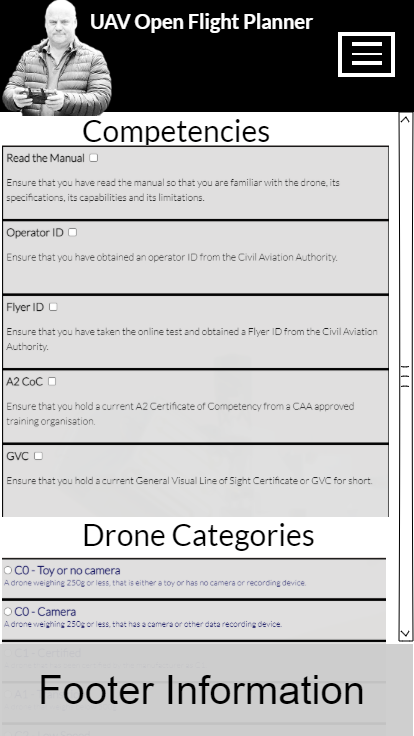 UAV Open Flight Planner
Competencies
Read the Manual
Ensure that you have read the manual so that you are familiar with the drone, its
specifications, its capabilities and its limitations.
Operator ID
Ensure that you have obtained an operator ID from the Civil Aviation Authority.
Flyer ID
Ensure that you have taken the online test and obtained a Flyer ID from the Civil Aviation
Authority.
A2 CoC
Ensure that you hold a current A2 Certificate of Competency from a CAA approved
training organisation.
GVC
Ensure that you hold a current General Visual Line of Sight Certificate or GVC for short.
Drone Categories
C0 - Toy or no camera
A drone weighing 250g or less, that is either a toy or has no camera or recording device.
C0 - Camera
A drone weighing 250g or less, that has a camera or other data recording device.
C1 - Certified
Footer Information